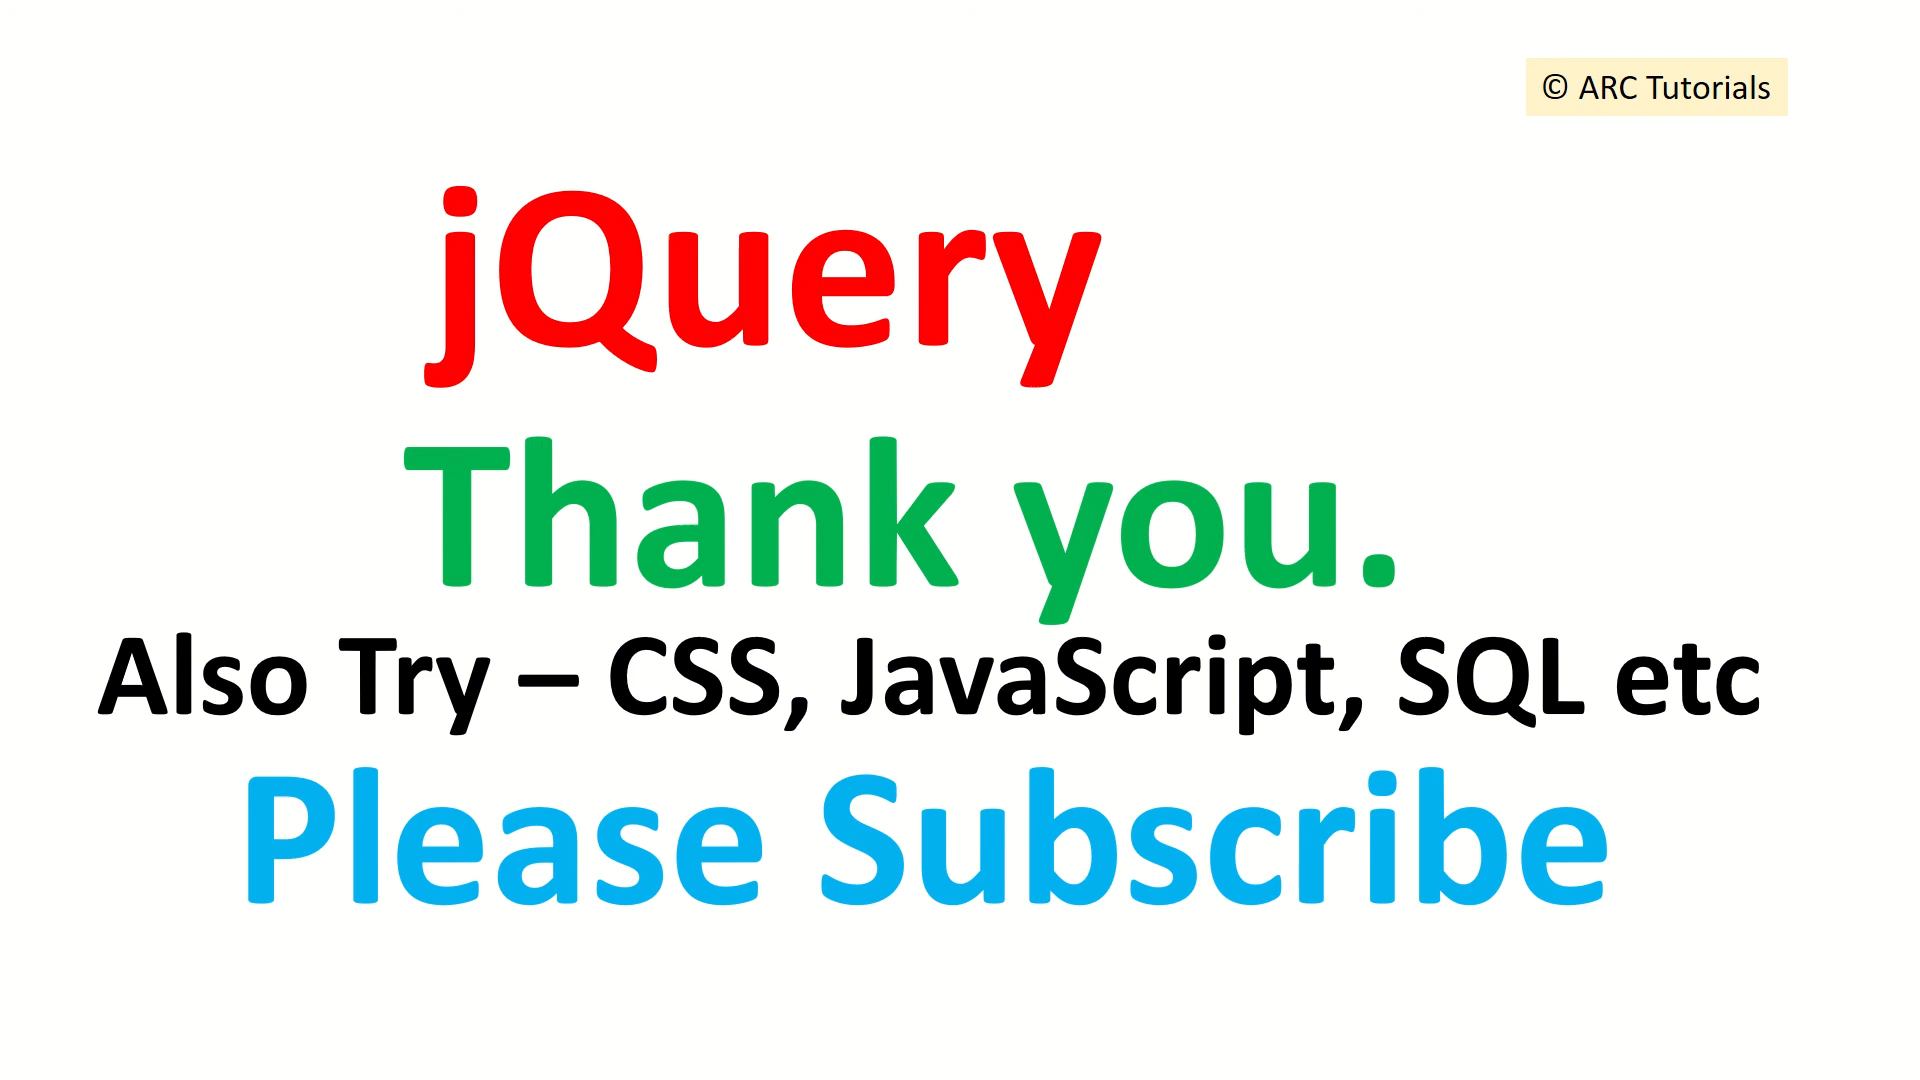 © ARC Tutorials
jQuery
Thank you.
Also Try – CSS, JavaScript, SQL etc
Please Subscribe